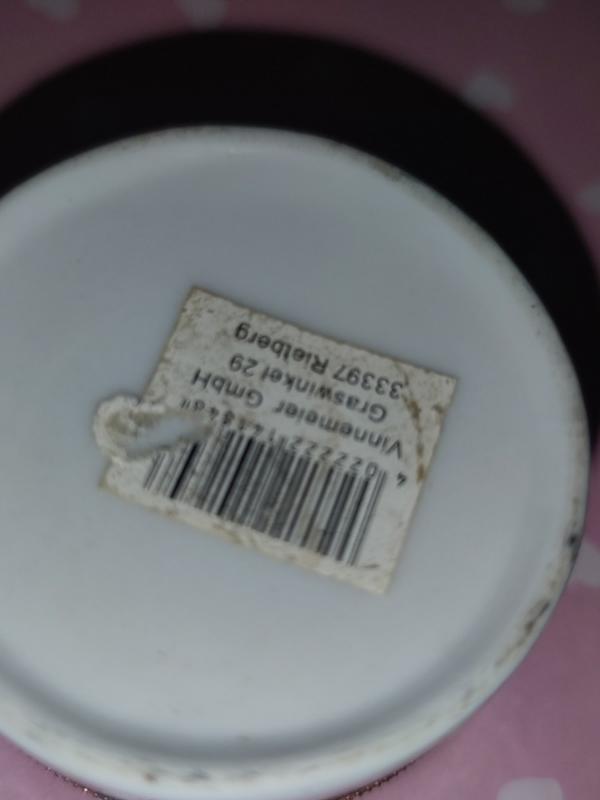 Vinnemeier GmbH
Graswinkel 29
33397 Rietberg